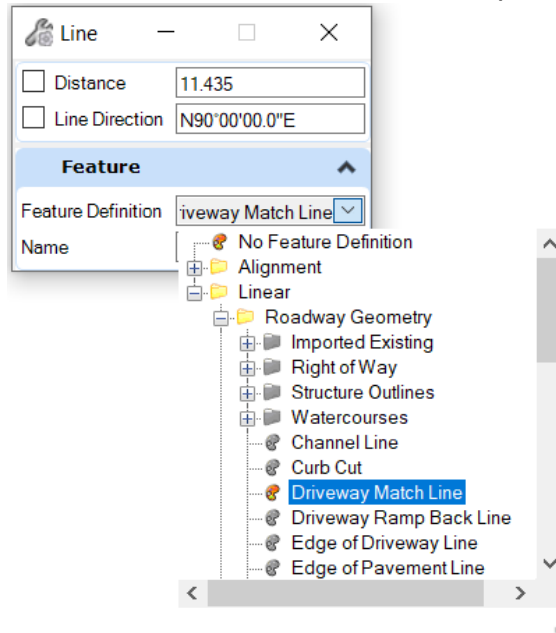 Line
Distance 11.435
Line Direction N90°00'00.0"E
Feature
Feature Definition riveway Match Line
Name
No Feature Definition
Alignment
Linear
Roadway Geometry
Imported Existing
Right of Way
Structure Outlines
Watercourses
Channel Line
Curb Cut
Driveway Match Line
Driveway Ramp Back Line
Edge of Driveway Line
Edge of Pavement Line